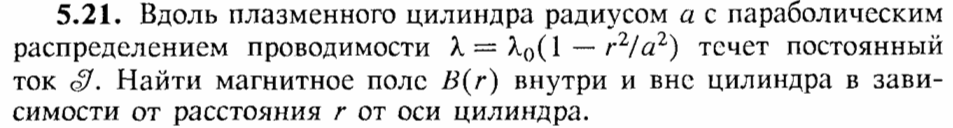 5.21. Вдоль плазменного цилиндра радиусом a с параболическим
распределением проводимости λ = λ₀(1 − r²/a²) течет постоянный
ток 𝒥. Найти магнитное поле B(r) внутри и вне цилиндра в зави-
симости от расстояния r от оси цилиндра.